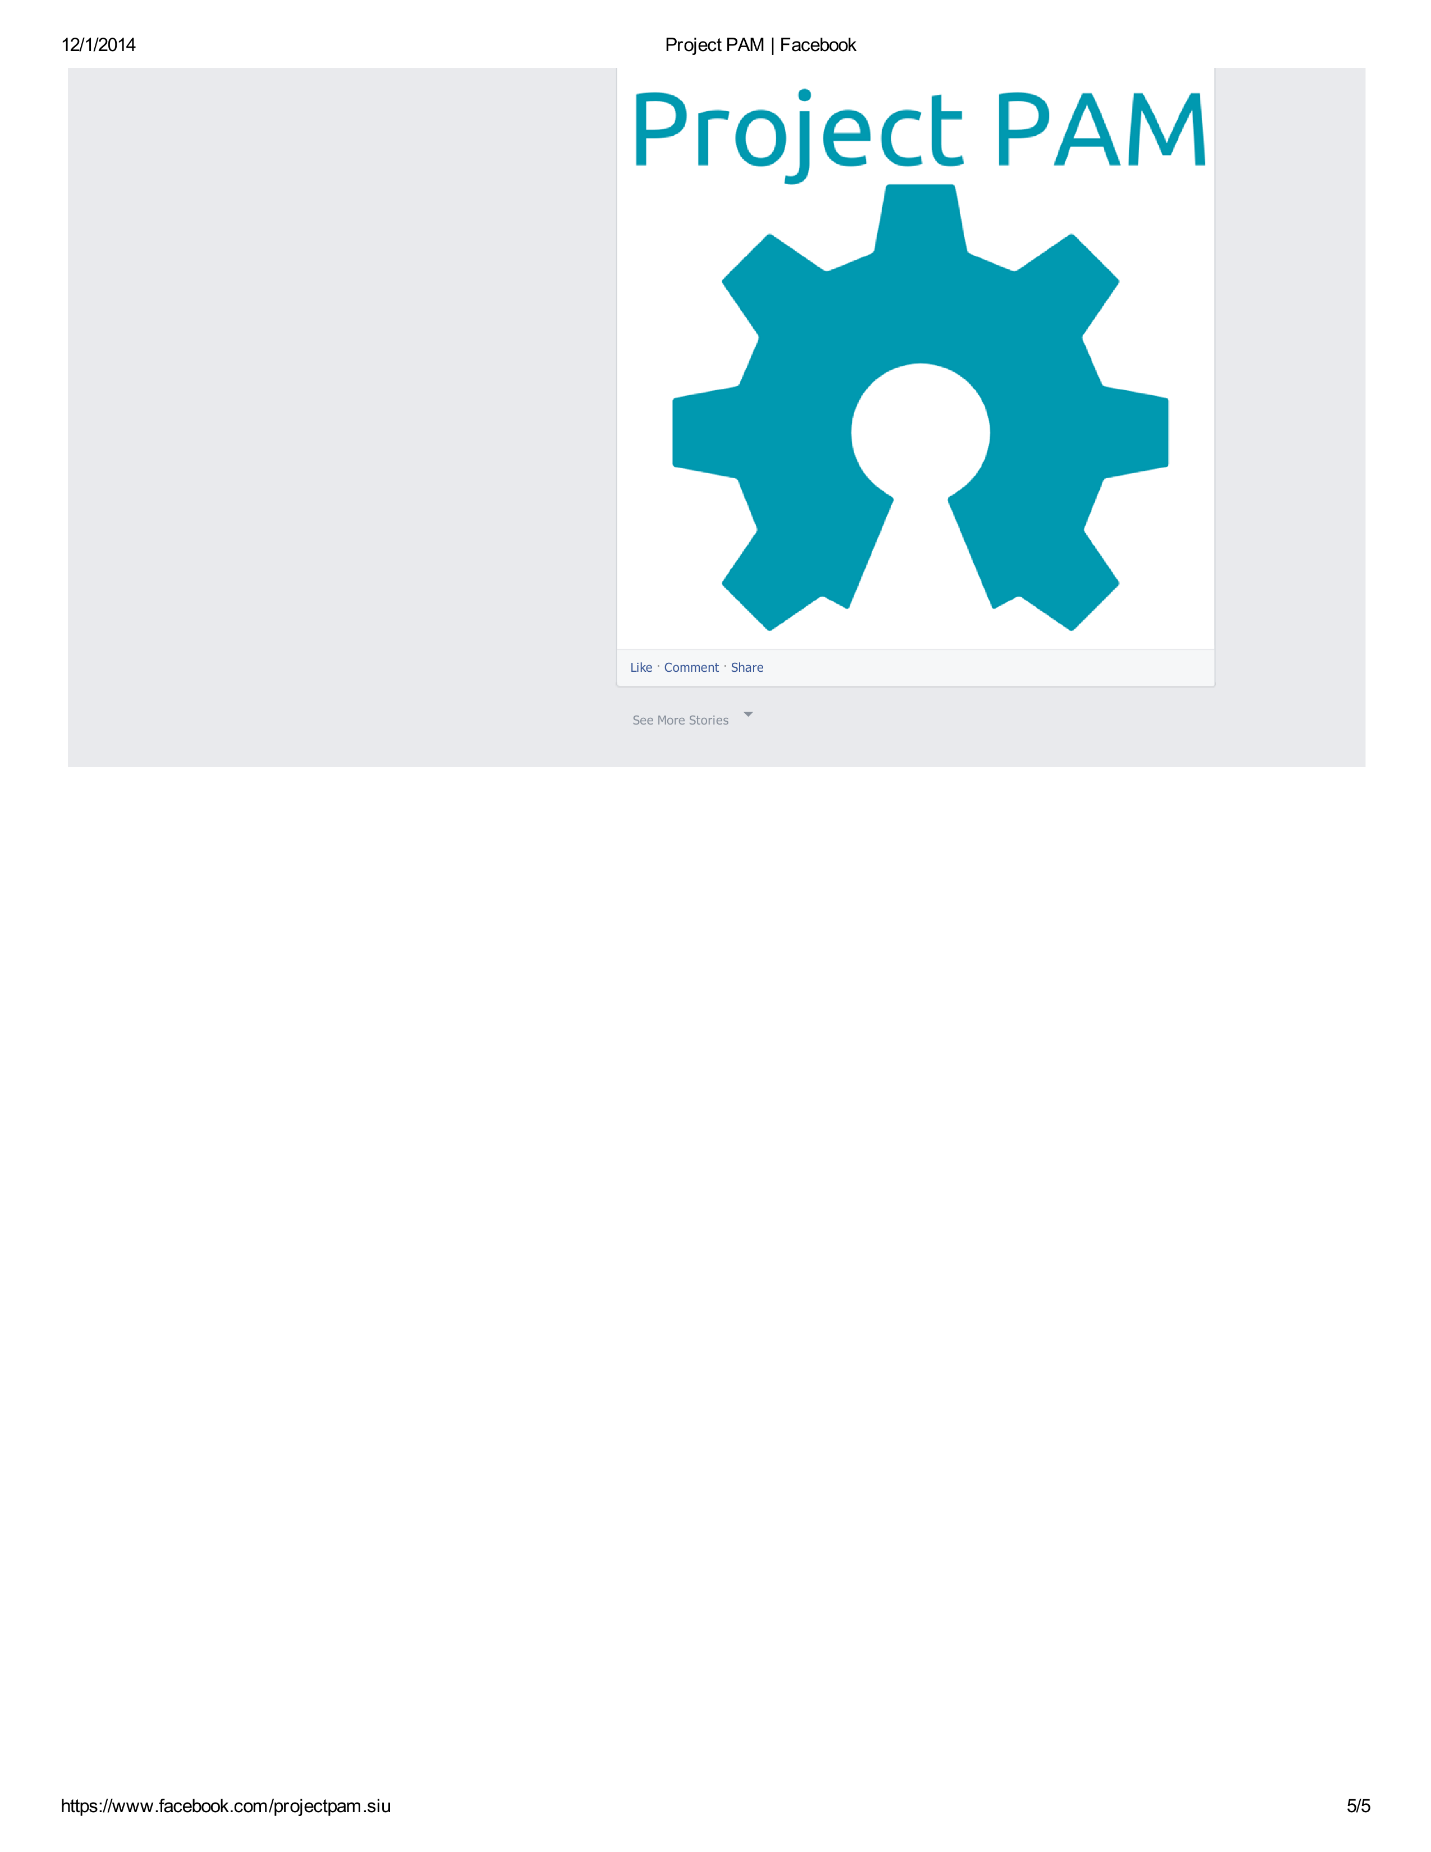 12/1/2014 Project PAM | Facebook
Project PAM
Like · Comment · Share
See More Stories
https://www.facebook.com/projectpam.siu 5/5